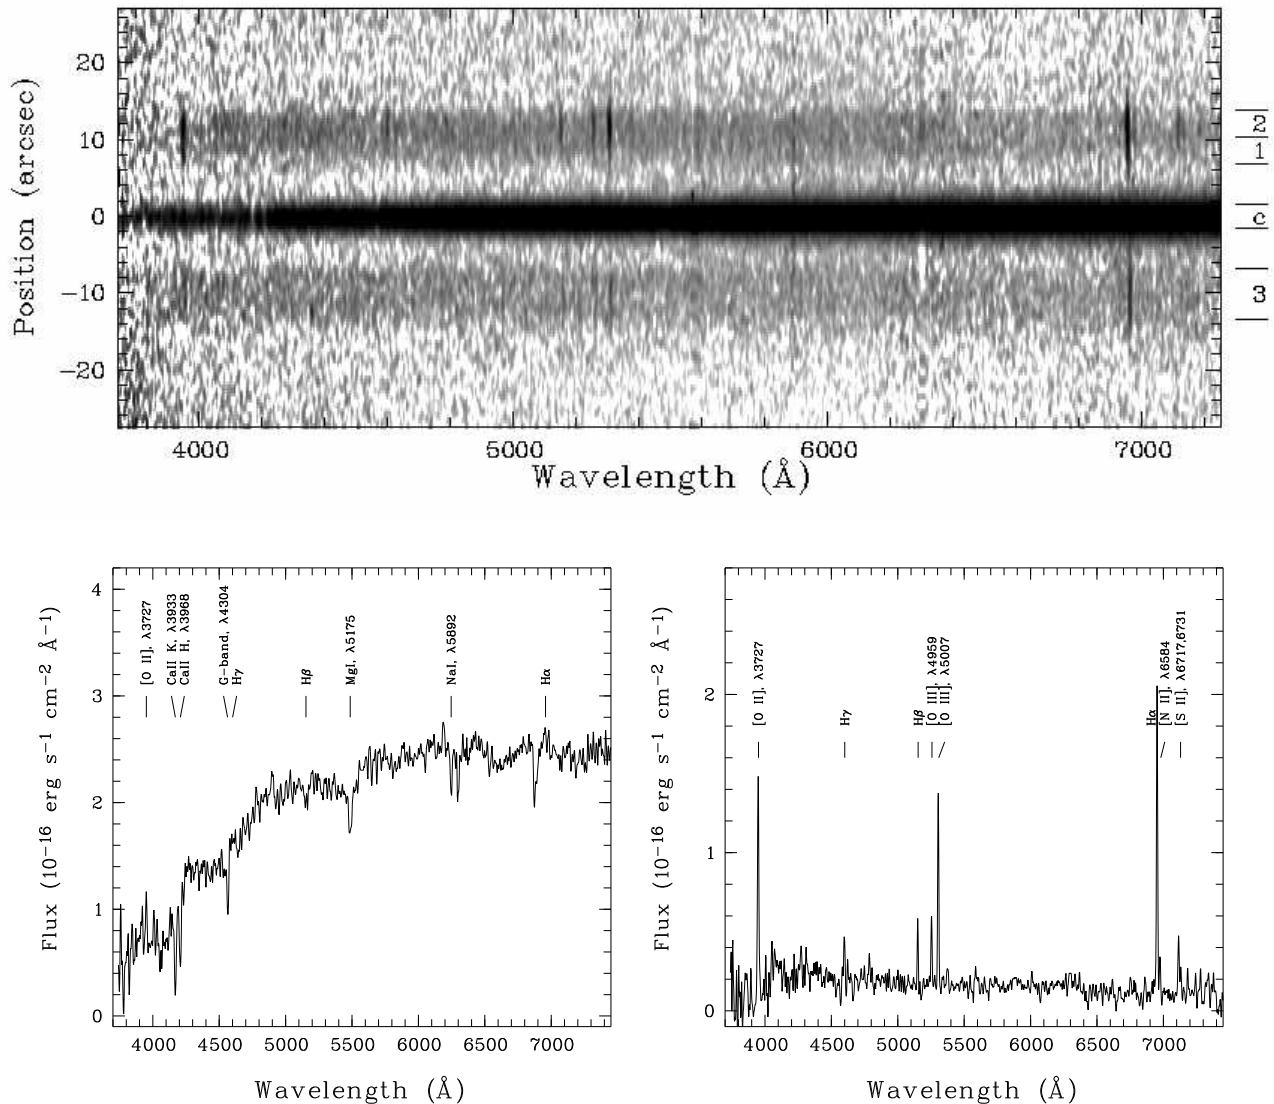 20
10
0
−10
−20
Position (arcsec)
2
1
c
3
4000 5000 6000 7000
Wavelength (Å)
[O II], λ3727
CaII K, λ3933
CaII H, λ3968
G−band, λ4304
Hγ
Hβ
MgI, λ5175
NaI, λ5892
Hα
4
3
2
1
0
Flux (10−16 erg s−1 cm−2 Å−1)
4000 4500 5000 5500 6000 6500 7000
Wavelength (Å)
[O II], λ3727
Hγ
Hβ
[O III], λ4959
[O III], λ5007
Hα
[N II], λ6584
[S II], λ6717,6731
2
1
0
Flux (10−16 erg s−1 cm−2 Å−1)
4000 4500 5000 5500 6000 6500 7000
Wavelength (Å)